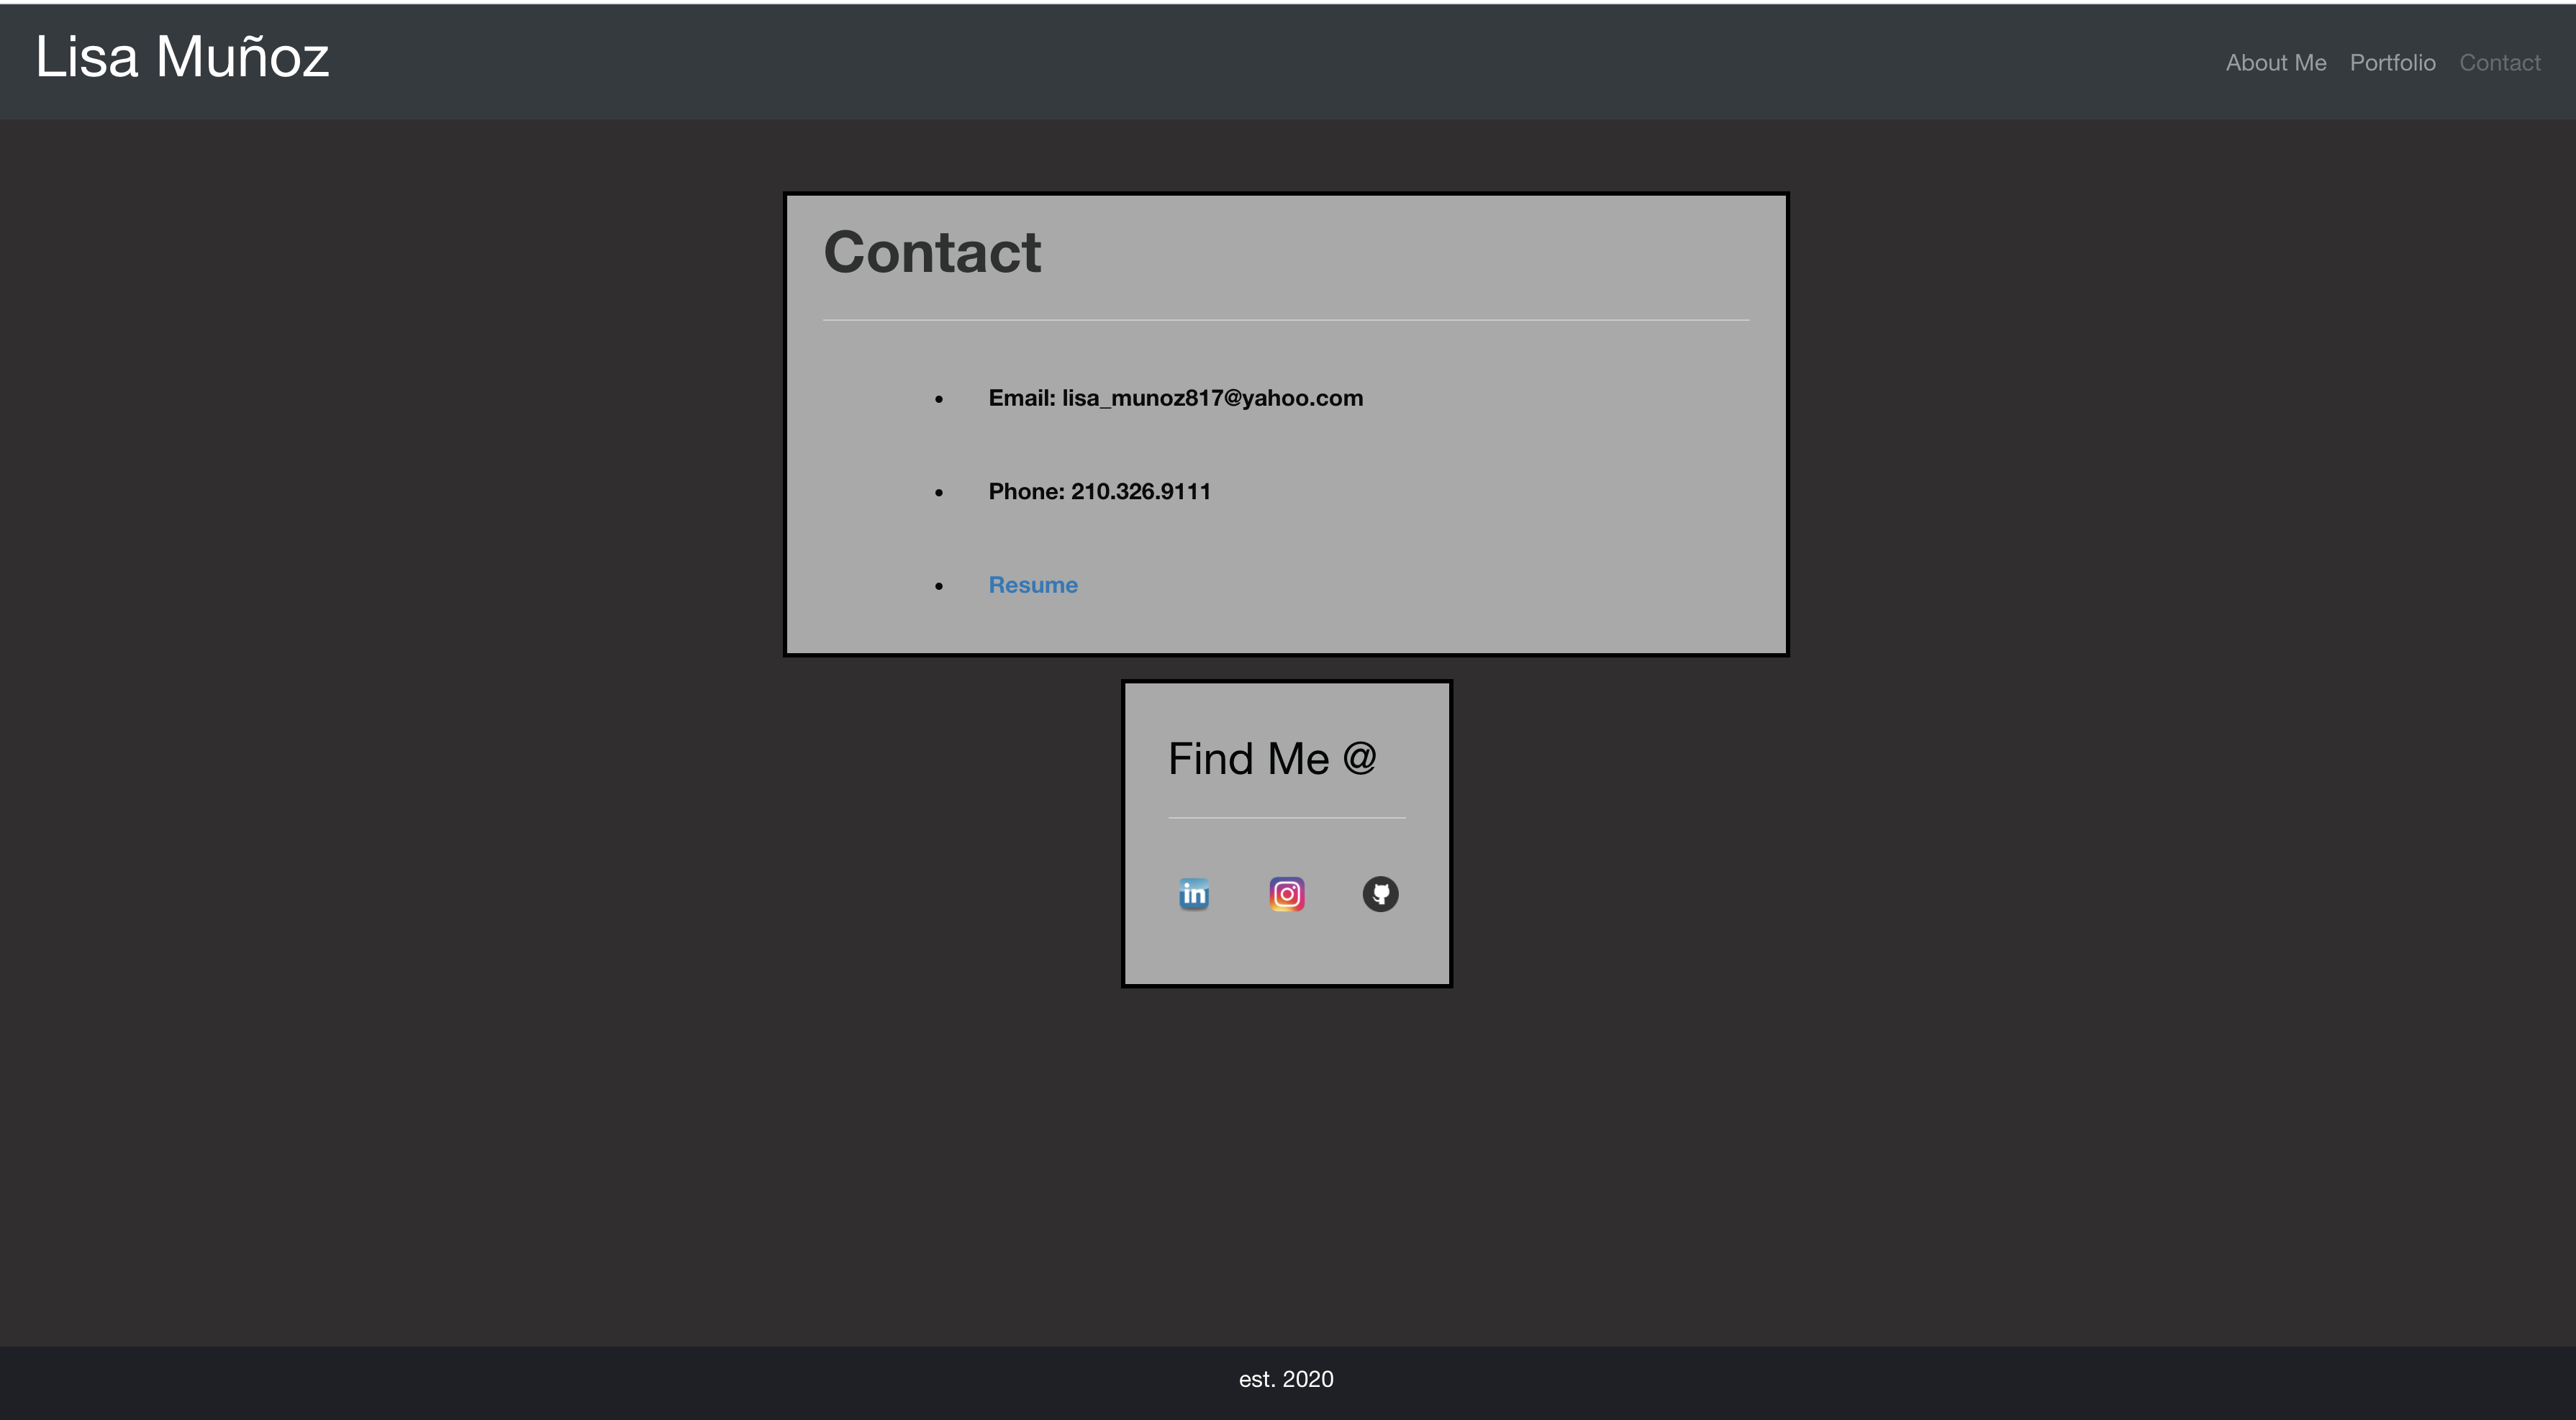 Lisa Muñoz
About Me Portfolio Contact
Contact
Email: lisa_munoz817@yahoo.com
Phone: 210.326.9111
Resume
Find Me @
in
est. 2020